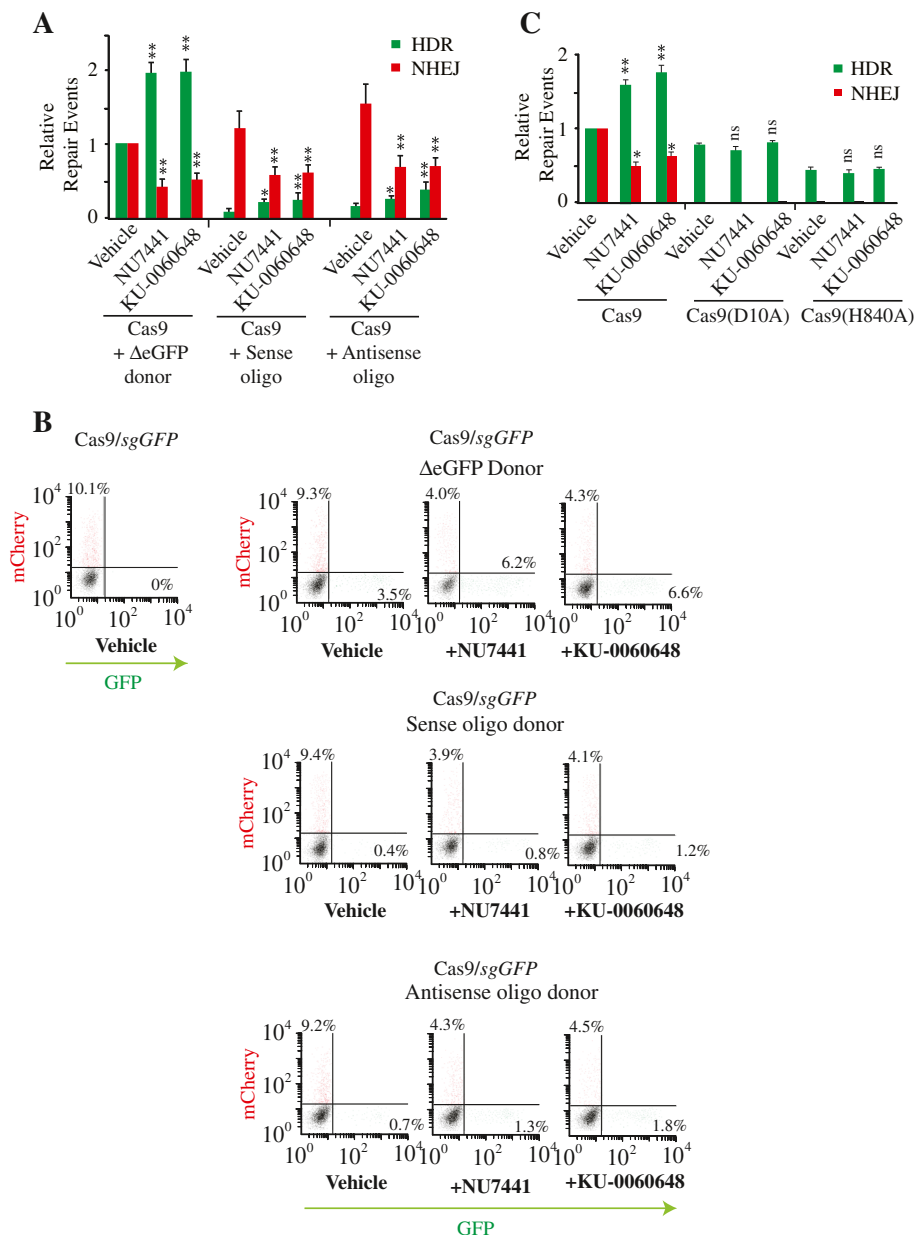 A
HDR
NHEJ
Relative
Repair Events
2
1
0
** ** ** ** * ** ** ** * ** ** **
Vehicle NU7441 KU-0060648 Vehicle NU7441 KU-0060648 Vehicle NU7441 KU-0060648
Cas9 Cas9 Cas9
+ ΔeGFP + Sense + Antisense
donor oligo oligo
C
HDR
NHEJ
Relative
Repair Events
2
1
0
** * ** * ns ns ns ns
Vehicle NU7441 KU-0060648 Vehicle NU7441 KU-0060648 Vehicle NU7441 KU-0060648
Cas9 Cas9(D10A) Cas9(H840A)
B
Cas9/sgGFP
10.1%
mCherry
10⁴
10²
10⁰
0%
10⁰ 10² 10⁴
Vehicle
GFP
Cas9/sgGFP
ΔeGFP Donor
9.3% 4.0% 4.3%
mCherry
10⁴
10²
10⁰
3.5% 6.2% 6.6%
10⁰ 10² 10⁴ 10⁰ 10² 10⁴ 10⁰ 10² 10⁴
Vehicle +NU7441 +KU-0060648
Cas9/sgGFP
Sense oligo donor
9.4% 3.9% 4.1%
mCherry
10⁴
10²
10⁰
0.4% 0.8% 1.2%
10⁰ 10² 10⁴ 10⁰ 10² 10⁴ 10⁰ 10² 10⁴
Vehicle +NU7441 +KU-0060648
Cas9/sgGFP
Antisense oligo donor
9.2% 4.3% 4.5%
mCherry
10⁴
10²
10⁰
0.7% 1.3% 1.8%
10⁰ 10² 10⁴ 10⁰ 10² 10⁴ 10⁰ 10² 10⁴
Vehicle +NU7441 +KU-0060648
GFP